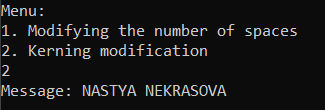 Menu:
1. Modifying the number of spaces
2. Kerning modification
2
Message: NASTYA NEKRASOVA